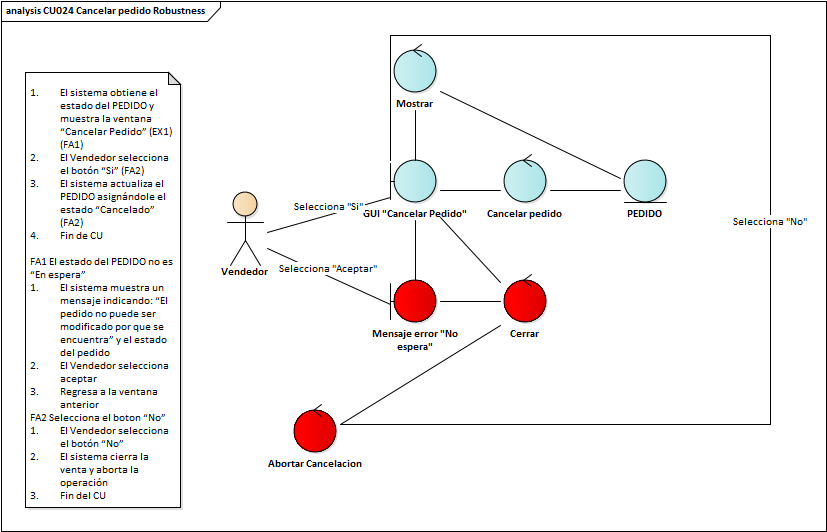 analysis CU024 Cancelar pedido Robustness
1. El sistema obtiene el
estado del PEDIDO y
muestra la ventana
“Cancelar Pedido” (EX1)
(FA1)
2. El Vendedor selecciona
el botón “Si” (FA2)
3. El sistema actualiza el
PEDIDO asignándole el
estado “Cancelado”
(FA2)
4. Fin de CU
FA1 El estado del PEDIDO no es
“En espera”
1. El sistema muestra un
mensaje indicando: “El
pedido no puede ser
modificado por que se
encuentra” y el estado
del pedido
2. El Vendedor selecciona
aceptar
3. Regresa a la ventana
anterior
FA2 Selecciona el boton “No”
1. El Vendedor selecciona
el botón “No”
2. El sistema cierra la
venta y aborta la
operación
3. Fin del CU
Mostrar
Selecciona "Si"
GUI "Cancelar Pedido"
Cancelar pedido
PEDIDO
Selecciona "No"
Vendedor
Selecciona "Aceptar"
Mensaje error "No
espera"
Cerrar
Abortar Cancelacion